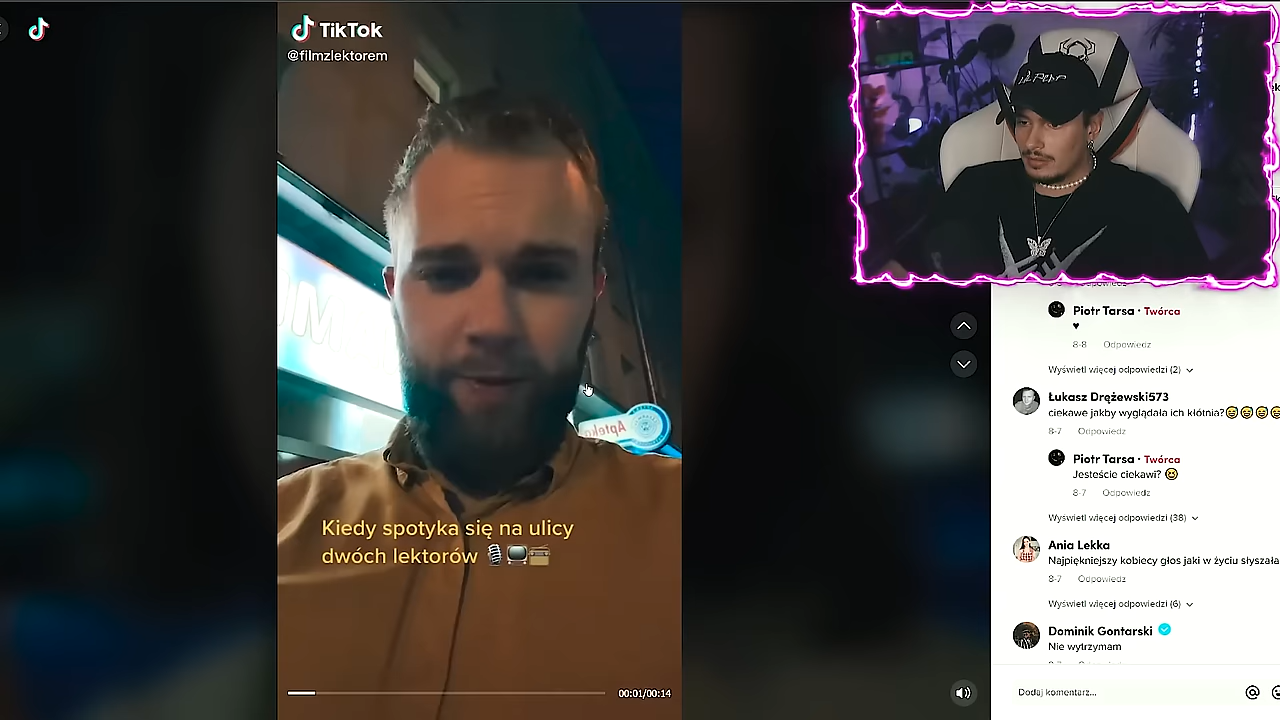 TikTok
@filmzlektorem
Apteka
Kiedy spotyka się na ulicy
dwóch lektorów
00:01/00:14
Piotr Tarsa · Twórca
♥
8-8 Odpowiedz
Wyświetl więcej odpowiedzi (2)
Łukasz Drężewski573
ciekawe jakby wyglądała ich kłótnia?😅😅😅😅
8-7 Odpowiedz
Piotr Tarsa · Twórca
Jesteście ciekawi? 😆
8-7 Odpowiedz
Wyświetl więcej odpowiedzi (38)
Ania Lekka
Najpiękniejszy kobiecy głos jaki w życiu słyszała
8-7 Odpowiedz
Wyświetl więcej odpowiedzi (6)
Dominik Gontarski
Nie wytrzymam
Dodaj komentarz...